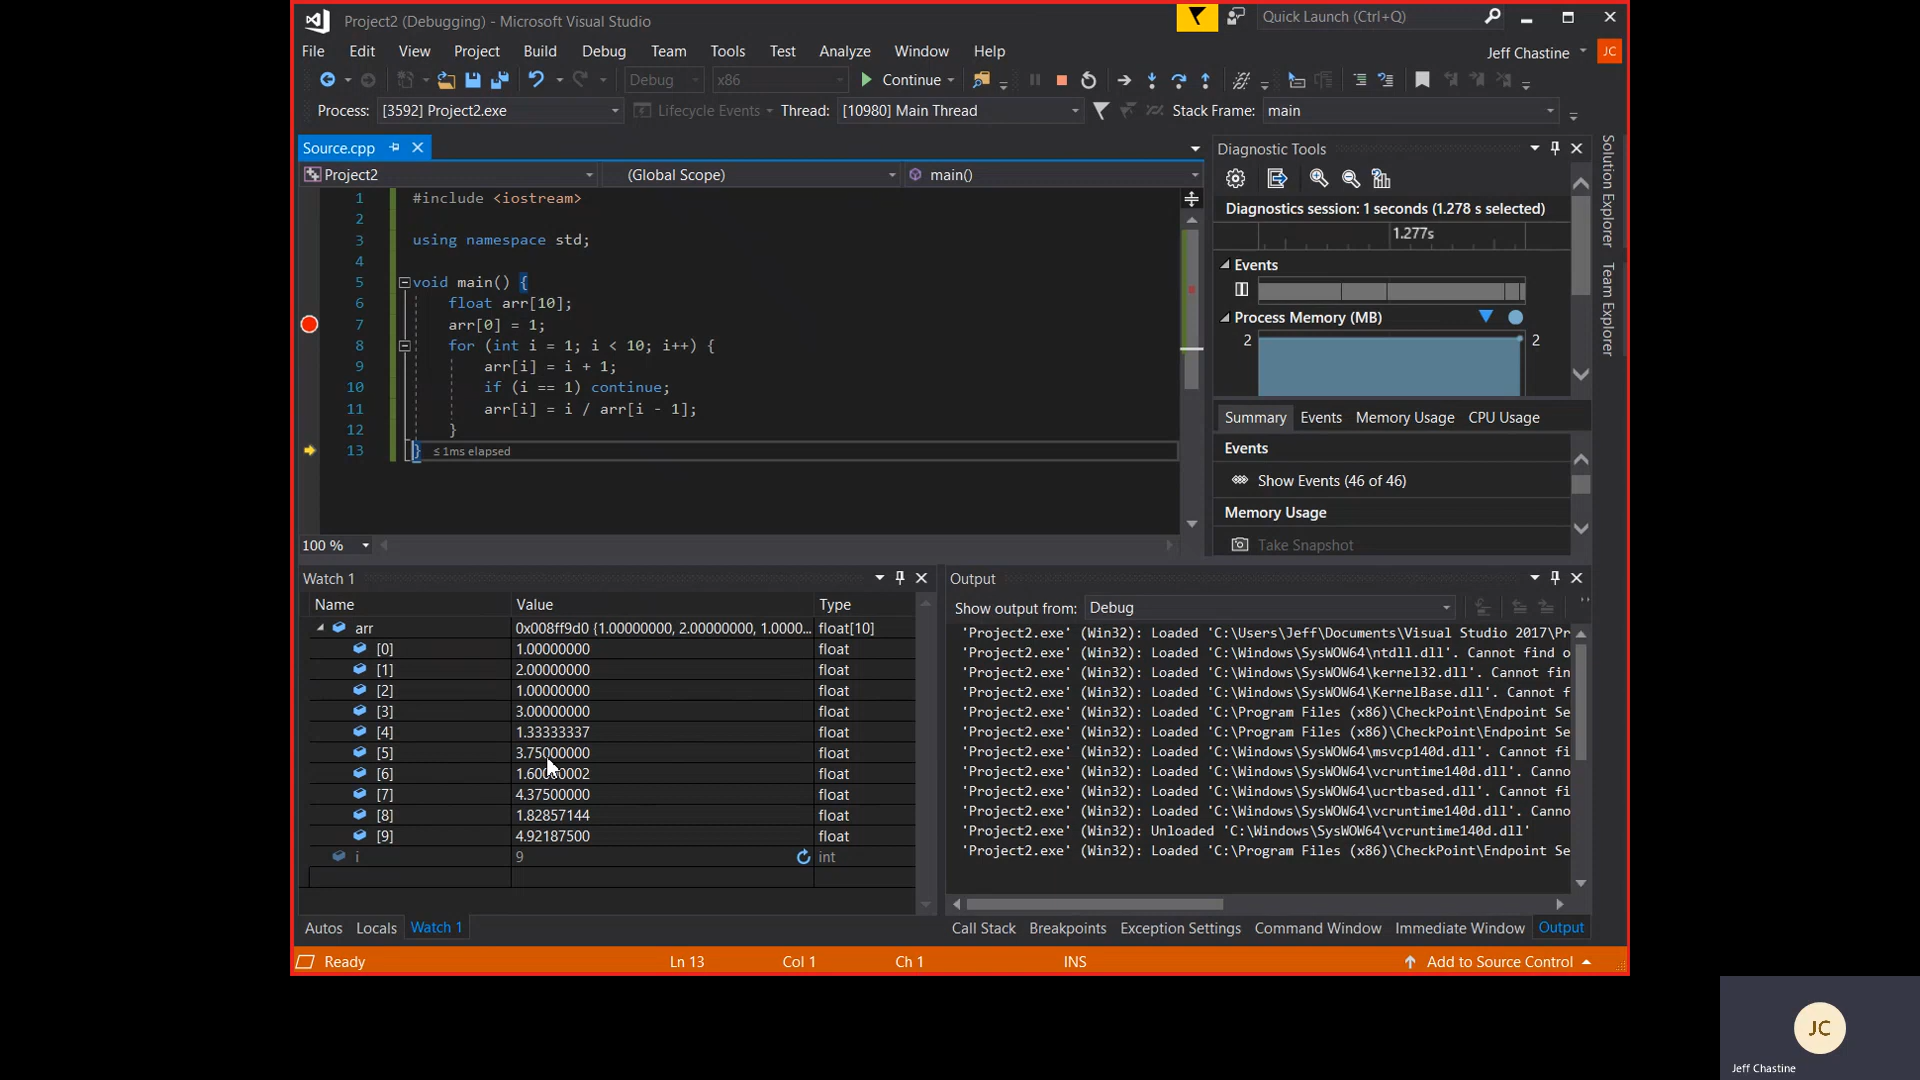 Project2 (Debugging) - Microsoft Visual Studio
Quick Launch (Ctrl+Q)
File Edit View Project Build Debug Team Tools Test Analyze Window Help
Jeff Chastine JC
Debug x86 Continue
Process: [3592] Project2.exe Lifecycle Events Thread: [10980] Main Thread Stack Frame: main
Source.cpp
Project2 (Global Scope) main()
1 #include <iostream>
2
3 using namespace std;
4
5 void main() {
6 float arr[10];
7 arr[0] = 1;
8 for (int i = 1; i < 10; i++) {
9 arr[i] = i + 1;
10 if (i == 1) continue;
11 arr[i] = i / arr[i - 1];
12 }
13 } ≤ 1ms elapsed
100 %
Diagnostic Tools
Diagnostics session: 1 seconds (1.278 s selected)
1.277s
Events
Process Memory (MB)
2 2
Summary Events Memory Usage CPU Usage
Events
Show Events (46 of 46)
Memory Usage
Take Snapshot
Solution Explorer
Team Explorer
Watch 1
Name Value Type
arr 0x008ff9d0 {1.00000000, 2.00000000, 1.0000... float[10]
[0] 1.00000000 float
[1] 2.00000000 float
[2] 1.00000000 float
[3] 3.00000000 float
[4] 1.33333337 float
[5] 3.75000000 float
[6] 1.60000002 float
[7] 4.37500000 float
[8] 1.82857144 float
[9] 4.92187500 float
i 9 int
Autos Locals Watch 1
Output
Show output from: Debug
'Project2.exe' (Win32): Loaded 'C:\Users\Jeff\Documents\Visual Studio 2017\Pr
'Project2.exe' (Win32): Loaded 'C:\Windows\SysWOW64\ntdll.dll'. Cannot find o
'Project2.exe' (Win32): Loaded 'C:\Windows\SysWOW64\kernel32.dll'. Cannot fin
'Project2.exe' (Win32): Loaded 'C:\Windows\SysWOW64\KernelBase.dll'. Cannot f
'Project2.exe' (Win32): Loaded 'C:\Program Files (x86)\CheckPoint\Endpoint Se
'Project2.exe' (Win32): Loaded 'C:\Program Files (x86)\CheckPoint\Endpoint Se
'Project2.exe' (Win32): Loaded 'C:\Windows\SysWOW64\msvcp140d.dll'. Cannot fi
'Project2.exe' (Win32): Loaded 'C:\Windows\SysWOW64\vcruntime140d.dll'. Canno
'Project2.exe' (Win32): Loaded 'C:\Windows\SysWOW64\ucrtbased.dll'. Cannot fi
'Project2.exe' (Win32): Loaded 'C:\Windows\SysWOW64\vcruntime140d.dll'. Canno
'Project2.exe' (Win32): Unloaded 'C:\Windows\SysWOW64\vcruntime140d.dll'
'Project2.exe' (Win32): Loaded 'C:\Program Files (x86)\CheckPoint\Endpoint Se
Call Stack Breakpoints Exception Settings Command Window Immediate Window Output
Ready Ln 13 Col 1 Ch 1 INS Add to Source Control
JC
Jeff Chastine